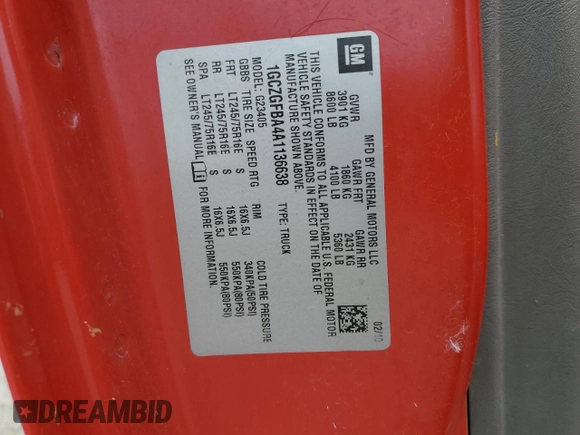 GM
MFD BY GENERAL MOTORS LLC
GVWR GAWR FRT GAWR RR
3901 KG 1860 KG 2431 KG
8600 LB 4100 LB 5360 LB
02/10
THIS VEHICLE CONFORMS TO ALL APPLICABLE U.S. FEDERAL MOTOR
VEHICLE SAFETY STANDARDS IN EFFECT ON THE DATE OF
MANUFACTURE SHOWN ABOVE.
1GCZGFBA4A1136638 TYPE: TRUCK
MODEL: G23405
GBBS TIRE SIZE SPEED RTG RIM COLD TIRE PRESSURE
FRT LT245/75R16E S 16X6.5J 340KPA(50PSI)
RR LT245/75R16E S 16X6.5J 550KPA(80PSI)
SPA LT245/75R16E S 16X6.5J 550KPA(80PSI)
SEE OWNER'S MANUAL FOR MORE INFORMATION.
DREAMBID